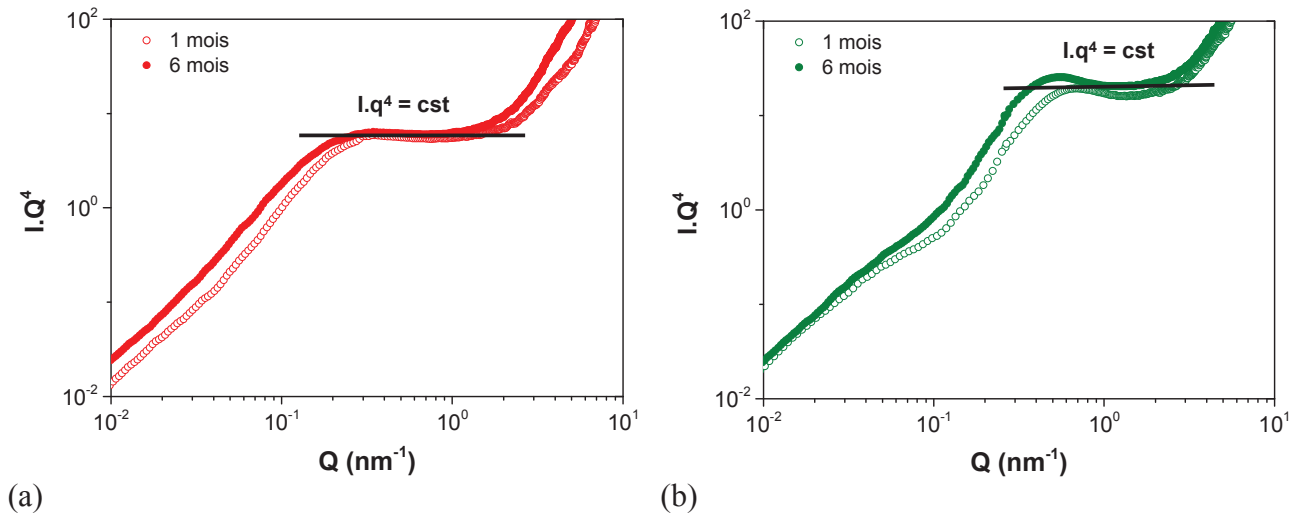 10²
1 mois
6 mois
I.q⁴ = cst
I.Q⁴
10⁰
10⁻²
10⁻² 10⁻¹ 10⁰ 10¹
Q (nm⁻¹)
(a)
10²
1 mois
6 mois
I.q⁴ = cst
I.Q⁴
10⁰
10⁻²
10⁻² 10⁻¹ 10⁰ 10¹
Q (nm⁻¹)
(b)